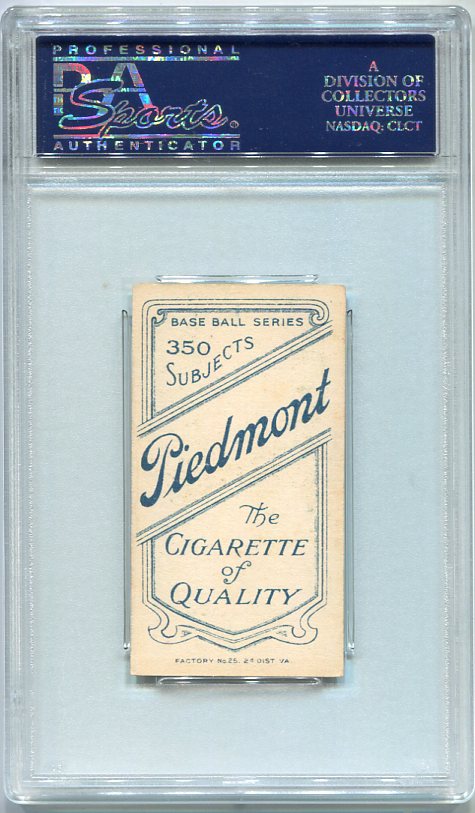 PROFESSIONAL
PSA
Sports.
AUTHENTICATOR
A
DIVISION OF
COLLECTORS
UNIVERSE
NASDAQ: CLCT
BASE BALL SERIES
350
SUBJECTS
Piedmont
The
CIGARETTE
of
QUALITY
FACTORY No 25, 2d DIST VA.